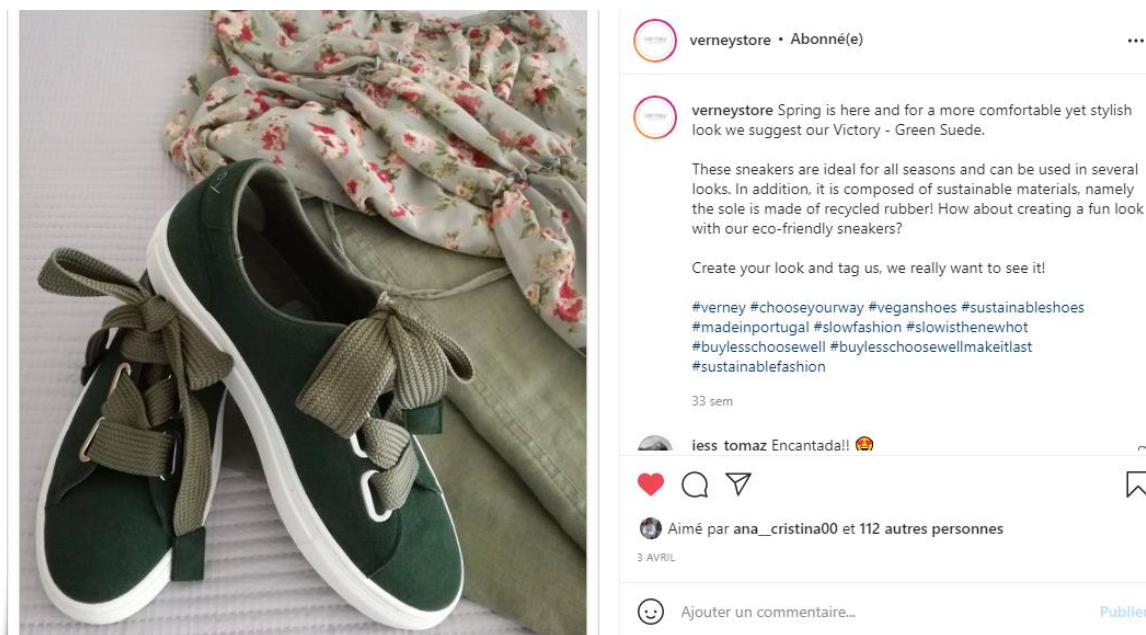 verneystore • Abonné(e)
verneystore Spring is here and for a more comfortable yet stylish
look we suggest our Victory - Green Suede.
These sneakers are ideal for all seasons and can be used in several
looks. In addition, it is composed of sustainable materials, namely
the sole is made of recycled rubber! How about creating a fun look
with our eco-friendly sneakers?
Create your look and tag us, we really want to see it!
#verney #chooseyourway #veganshoes #sustainableshoes
#madeinportugal #slowfashion #slowisthenewhot
#buylesschoosewell #buylesschoosewellmakeitlast
#sustainablefashion
33 sem
iess_tomaz Encantada!! 🤩
Aimé par ana__cristina00 et 112 autres personnes
3 AVRIL
Ajouter un commentaire...
Publier